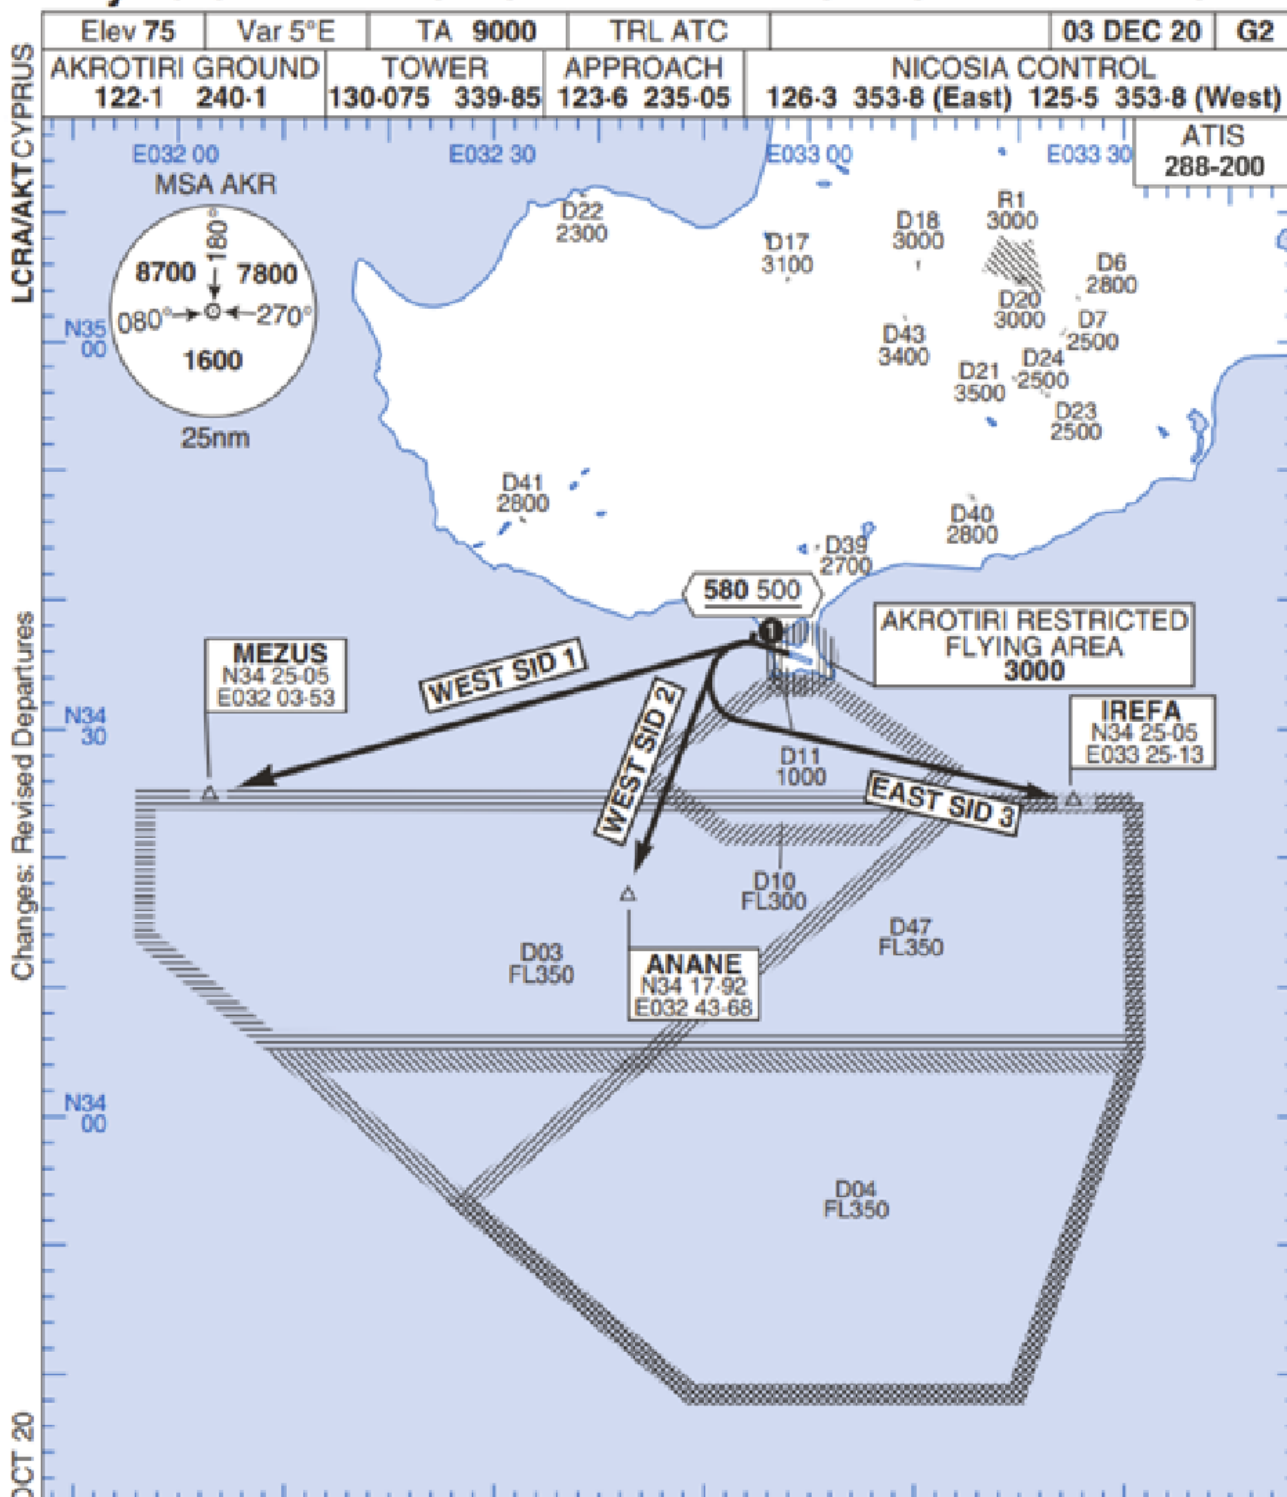 Elev 75 Var 5°E TA 9000 TRL ATC 03 DEC 20 G2
AKROTIRI GROUND TOWER APPROACH NICOSIA CONTROL
122·1 240·1 130·075 339·85 123·6 235·05 126·3 353·8 (East) 125·5 353·8 (West)
LCRA/AKT CYPRUS
ATIS
288·200
E032 00
E032 30
E033 00
E033 30
MSA AKR
180°
8700
7800
080°
270°
1600
25nm
N35
00
D22
2300
D17
3100
D18
3000
R1
3000
D6
2800
D20
3000
D7
2500
D43
3400
D24
2500
D21
3500
D23
2500
D41
2800
D40
2800
D39
2700
580 500
1
AKROTIRI RESTRICTED
FLYING AREA
3000
MEZUS
N34 25·05
E032 03·53
WEST SID 1
WEST SID 2
IREFA
N34 25·05
E033 25·13
N34
30
D11
1000
EAST SID 3
D10
FL300
D47
FL350
D03
FL350
ANANE
N34 17·92
E032 43·68
N34
00
D04
FL350
Changes: Revised Departures
OCT 20